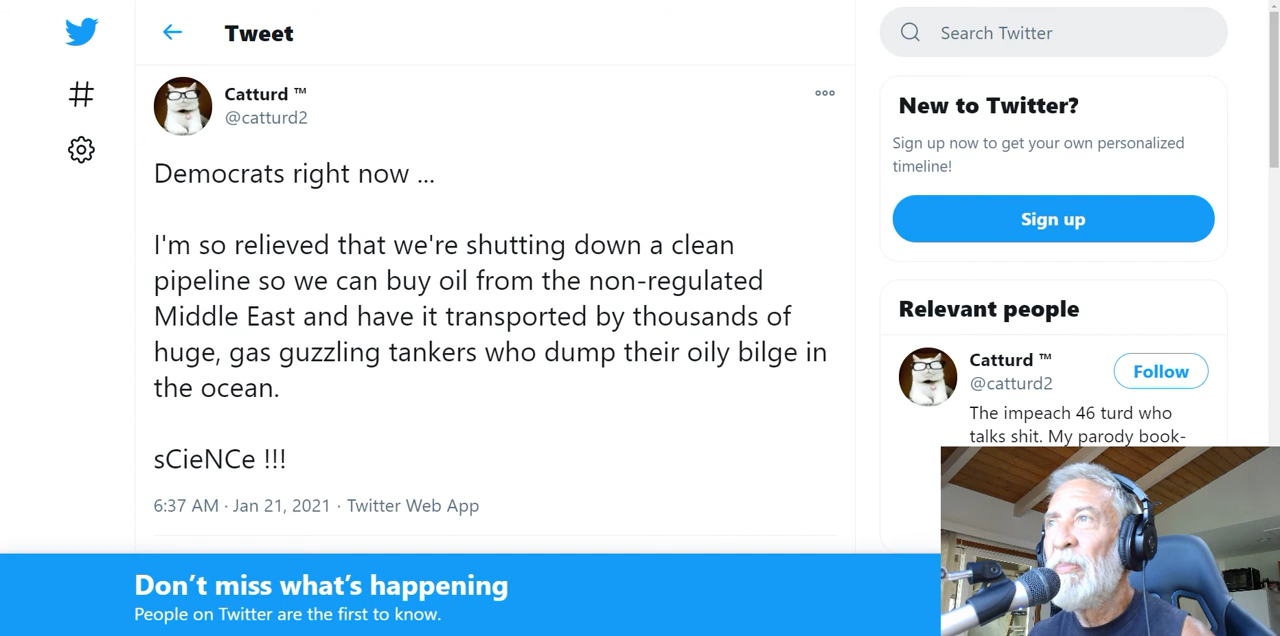 Tweet
Search Twitter
Catturd ™
@catturd2
Democrats right now ...
I'm so relieved that we're shutting down a clean
pipeline so we can buy oil from the non-regulated
Middle East and have it transported by thousands of
huge, gas guzzling tankers who dump their oily bilge in
the ocean.
sCieNCe !!!
6:37 AM · Jan 21, 2021 · Twitter Web App
New to Twitter?
Sign up now to get your own personalized
timeline!
Sign up
Relevant people
Catturd ™
@catturd2
Follow
The impeach 46 turd who
talks shit. My parody book-
Don’t miss what’s happening
People on Twitter are the first to know.